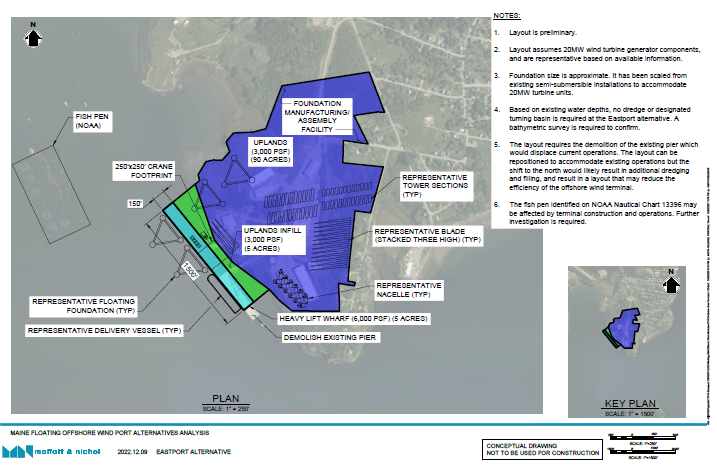 NOTES:
1. Layout is preliminary.
2. Layout assumes 20MW wind turbine generator components,
and are representative based on available information.
3. Foundation size is approximate. It has been scaled from
existing semi-submersible installations to accommodate
20MW turbine units.
4. Based on existing water depths, no dredge or designated
turning basin is required at the Eastport alternative. A
bathymetric survey is required to confirm.
5. The layout requires the demolition of the existing pier which
would displace current operations. The layout can be
repositioned to accommodate existing operations but the
shift to the north would likely result in additional dredging
and filling, and result in a layout that may reduce the
efficiency of the offshore wind terminal.
6. The fish pen identified on NOAA Nautical Chart 13396 may
be affected by terminal construction and operations. Further
investigation is required.
N
FISH PEN
(NOAA)
FOUNDATION
MANUFACTURING/
ASSEMBLY
FACILITY
UPLANDS
(3,000 PSF)
(90 ACRES)
250'x250' CRANE
FOOTPRINT
150'
REPRESENTATIVE
TOWER SECTIONS
(TYP)
UPLANDS INFILL
(3,000 PSF)
(5 ACRES)
REPRESENTATIVE BLADE
(STACKED THREE HIGH) (TYP)
1500'
REPRESENTATIVE
NACELLE (TYP)
REPRESENTATIVE FLOATING
FOUNDATION (TYP)
REPRESENTATIVE DELIVERY VESSEL (TYP)
HEAVY LIFT WHARF (6,000 PSF) (5 ACRES)
DEMOLISH EXISTING PIER
PLAN
SCALE: 1" = 250'
N
KEY PLAN
SCALE: 1" = 1500'
MAINE FLOATING OFFSHORE WIND PORT ALTERNATIVES ANALYSIS
moffatt & nichol
2022.12.09 EASTPORT ALTERNATIVE
CONCEPTUAL DRAWING
NOT TO BE USED FOR CONSTRUCTION
SCALE: 1"=250'
SCALE: 1"=1500'